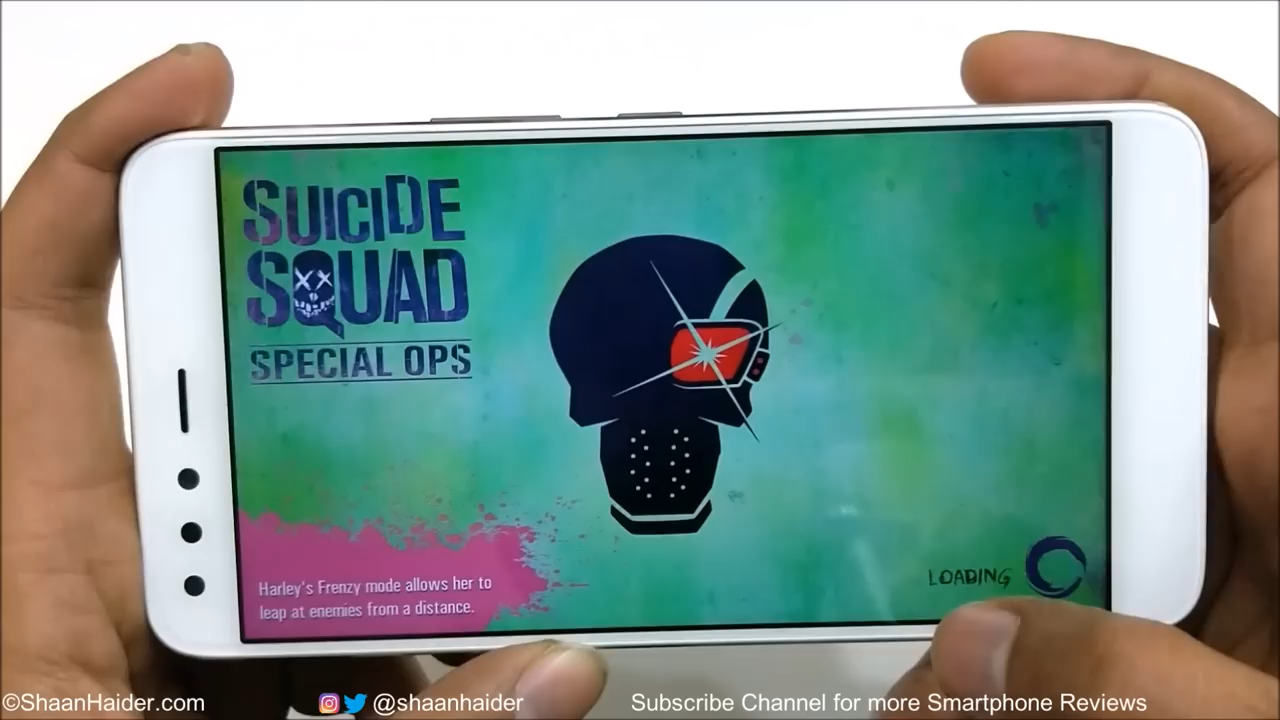 SUICIDE
SQUAD
SPECIAL OPS
Harley's Frenzy mode allows her to
leap at enemies from a distance.
LOADING
©ShaanHaider.com
@shaanhaider
Subscribe Channel for more Smartphone Reviews